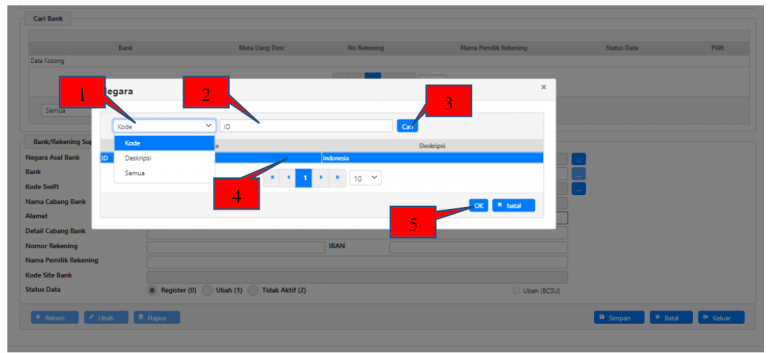 Cari Bank
Bank Mata Uang Desc No Rekening Nama Pemilik Rekening Status Data Pilih
Data Kosong
Negara ×
1 2 3
Semua
Kode ID Cari
Bank/Rekening Sup
Kode Deskripsi
Negara Asal Bank ...
ID Deskripsi Indonesia
Bank ...
Semua 1 10
Kode Swift ...
4
Nama Cabang Bank OK batal
Alamat 5
Detail Cabang Bank
Nomor Rekening IBAN
Nama Pemilik Rekening
Kode Site Bank
Status Data Register (0) Ubah (1) Tidak Aktif (2) Ubah (BCSU)
Rekam Ubah Hapus Simpan Batal Keluar